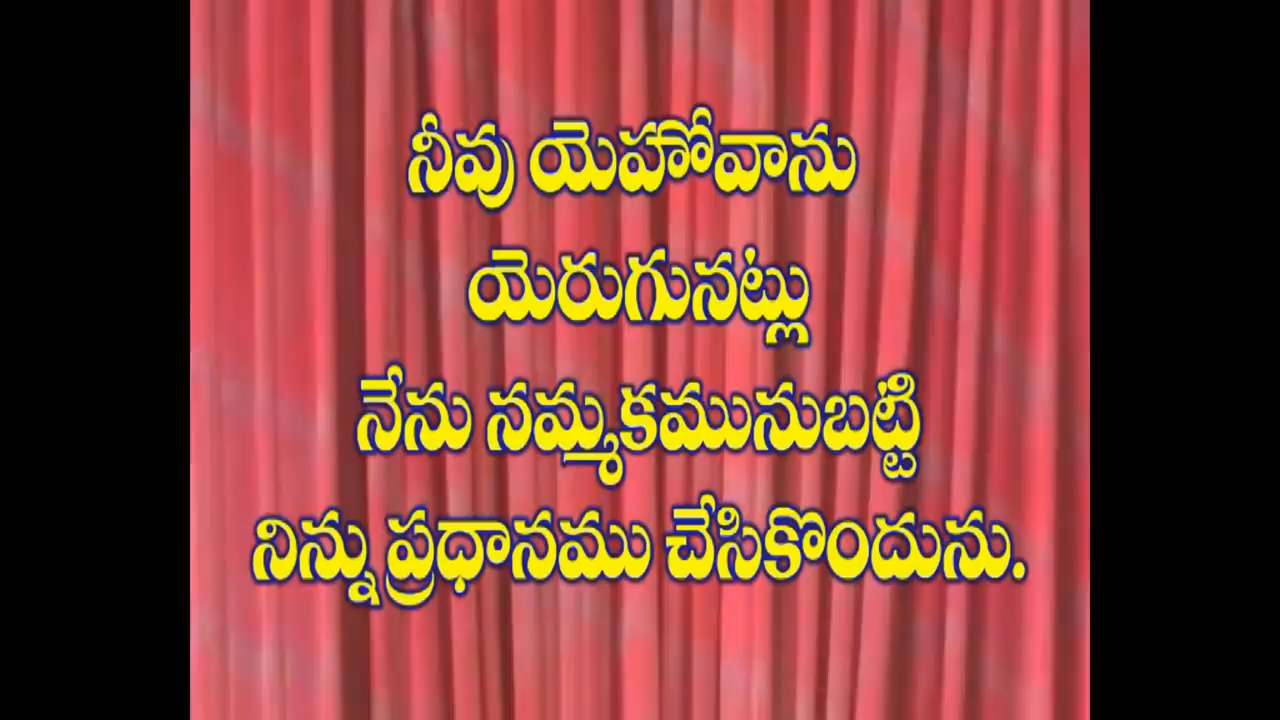 నీవు యెహోవాను
యెరుగునట్లు
నేను నమ్మకమునుబట్టి
నిన్ను ప్రధానము చేసికొందును.